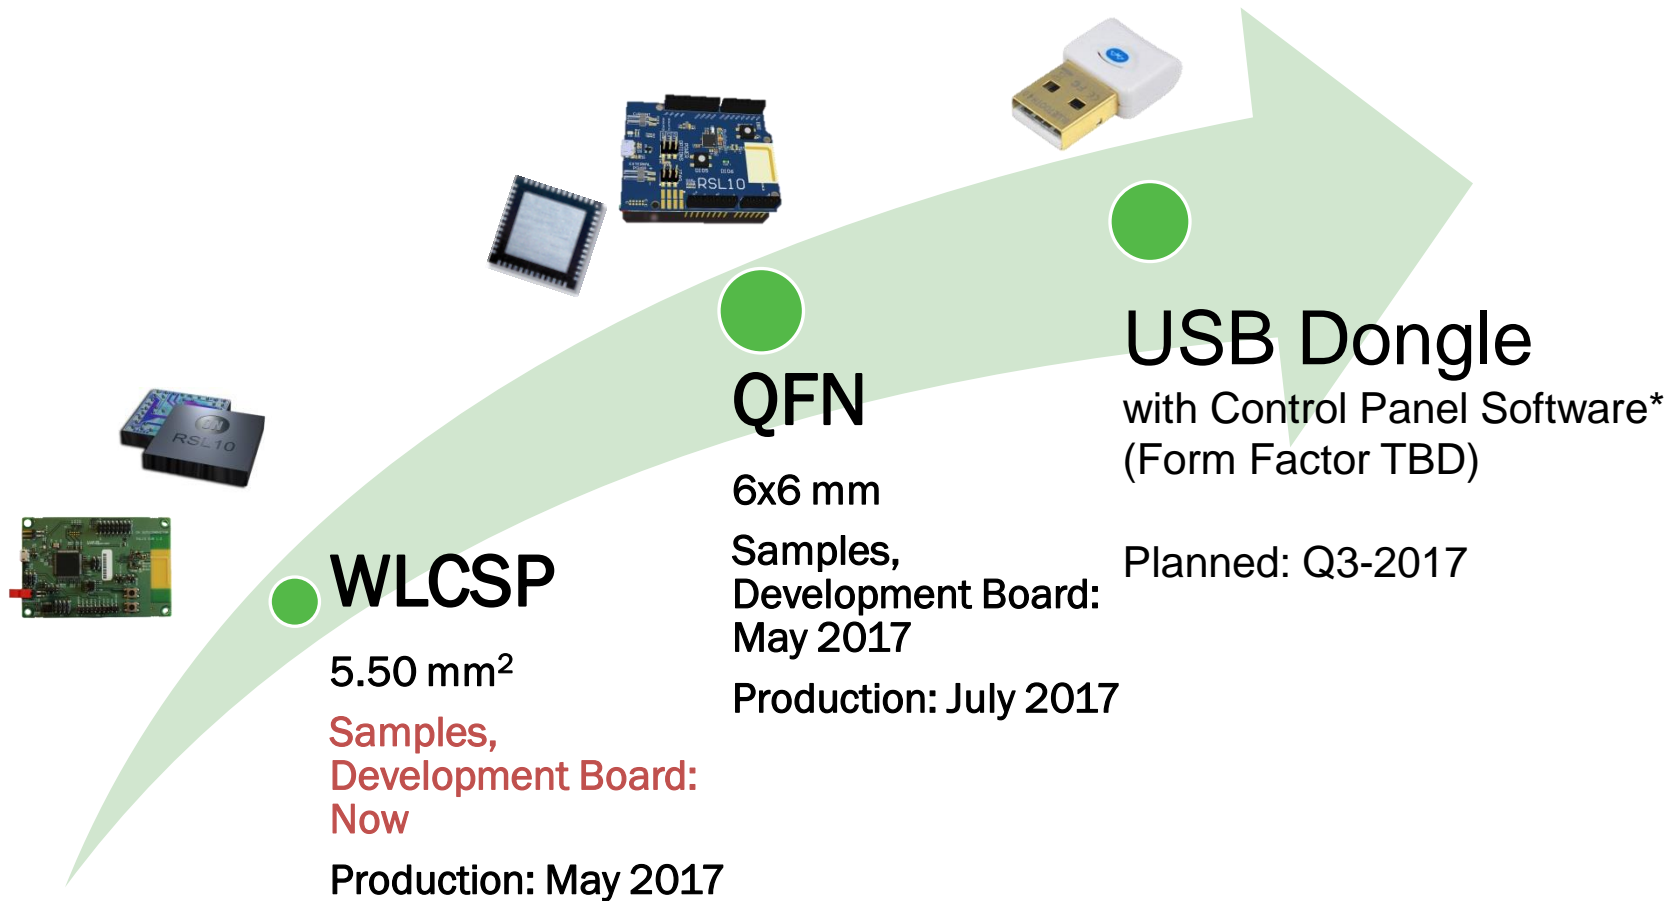 RSL10
ON
RSL10
WLCSP
5.50 mm²
Samples,
Development Board:
Now
Production: May 2017
QFN
6x6 mm
Samples,
Development Board:
May 2017
Production: July 2017
USB Dongle
with Control Panel Software*
(Form Factor TBD)
Planned: Q3-2017